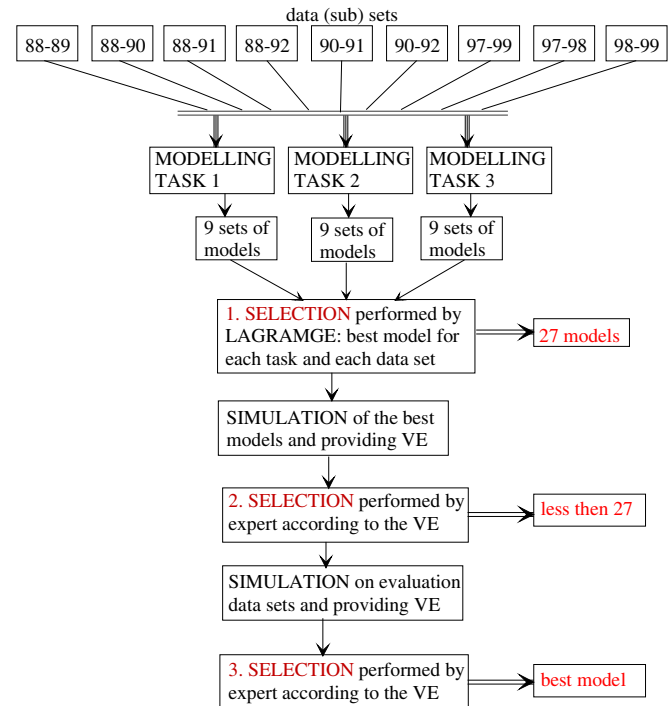 data (sub) sets
88-89 88-90 88-91 88-92 90-91 90-92 97-99 97-98 98-99
MODELLING
TASK 1
MODELLING
TASK 2
MODELLING
TASK 3
9 sets of
models
9 sets of
models
9 sets of
models
1. SELECTION performed by
LAGRAMGE: best model for
each task and each data set
27 models
SIMULATION of the best
models and providing VE
2. SELECTION performed by
expert according to the VE
less then 27
SIMULATION on evaluation
data sets and providing VE
3. SELECTION performed by
expert according to the VE
best model